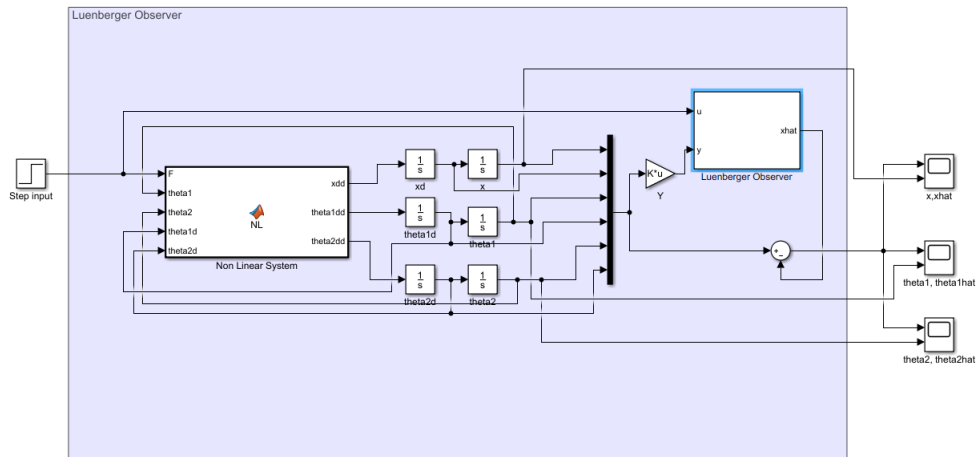 Luenberger Observer
Step input
F
theta1
theta2
theta1d
theta2d
NL
xdd
theta1dd
theta2dd
Non Linear System
1
s
xd
1
s
x
1
s
theta1d
1
s
theta1
1
s
theta2d
1
s
theta2
K*u
Y
u
y
xhat
Luenberger Observer
+
−
x,xhat
theta1, theta1hat
theta2, theta2hat